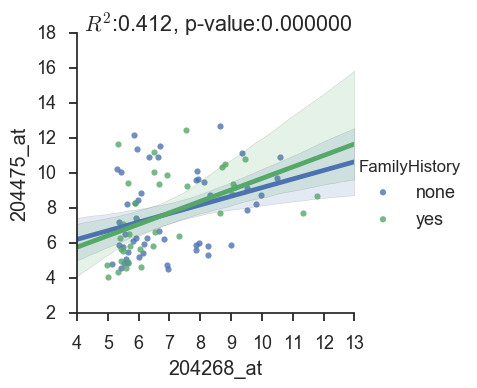 R²:0.412, p-value:0.000000
18
16
14
12
10
8
6
4
2
204475_at
4 5 6 7 8 9 10 11 12 13
204268_at
FamilyHistory
none
yes